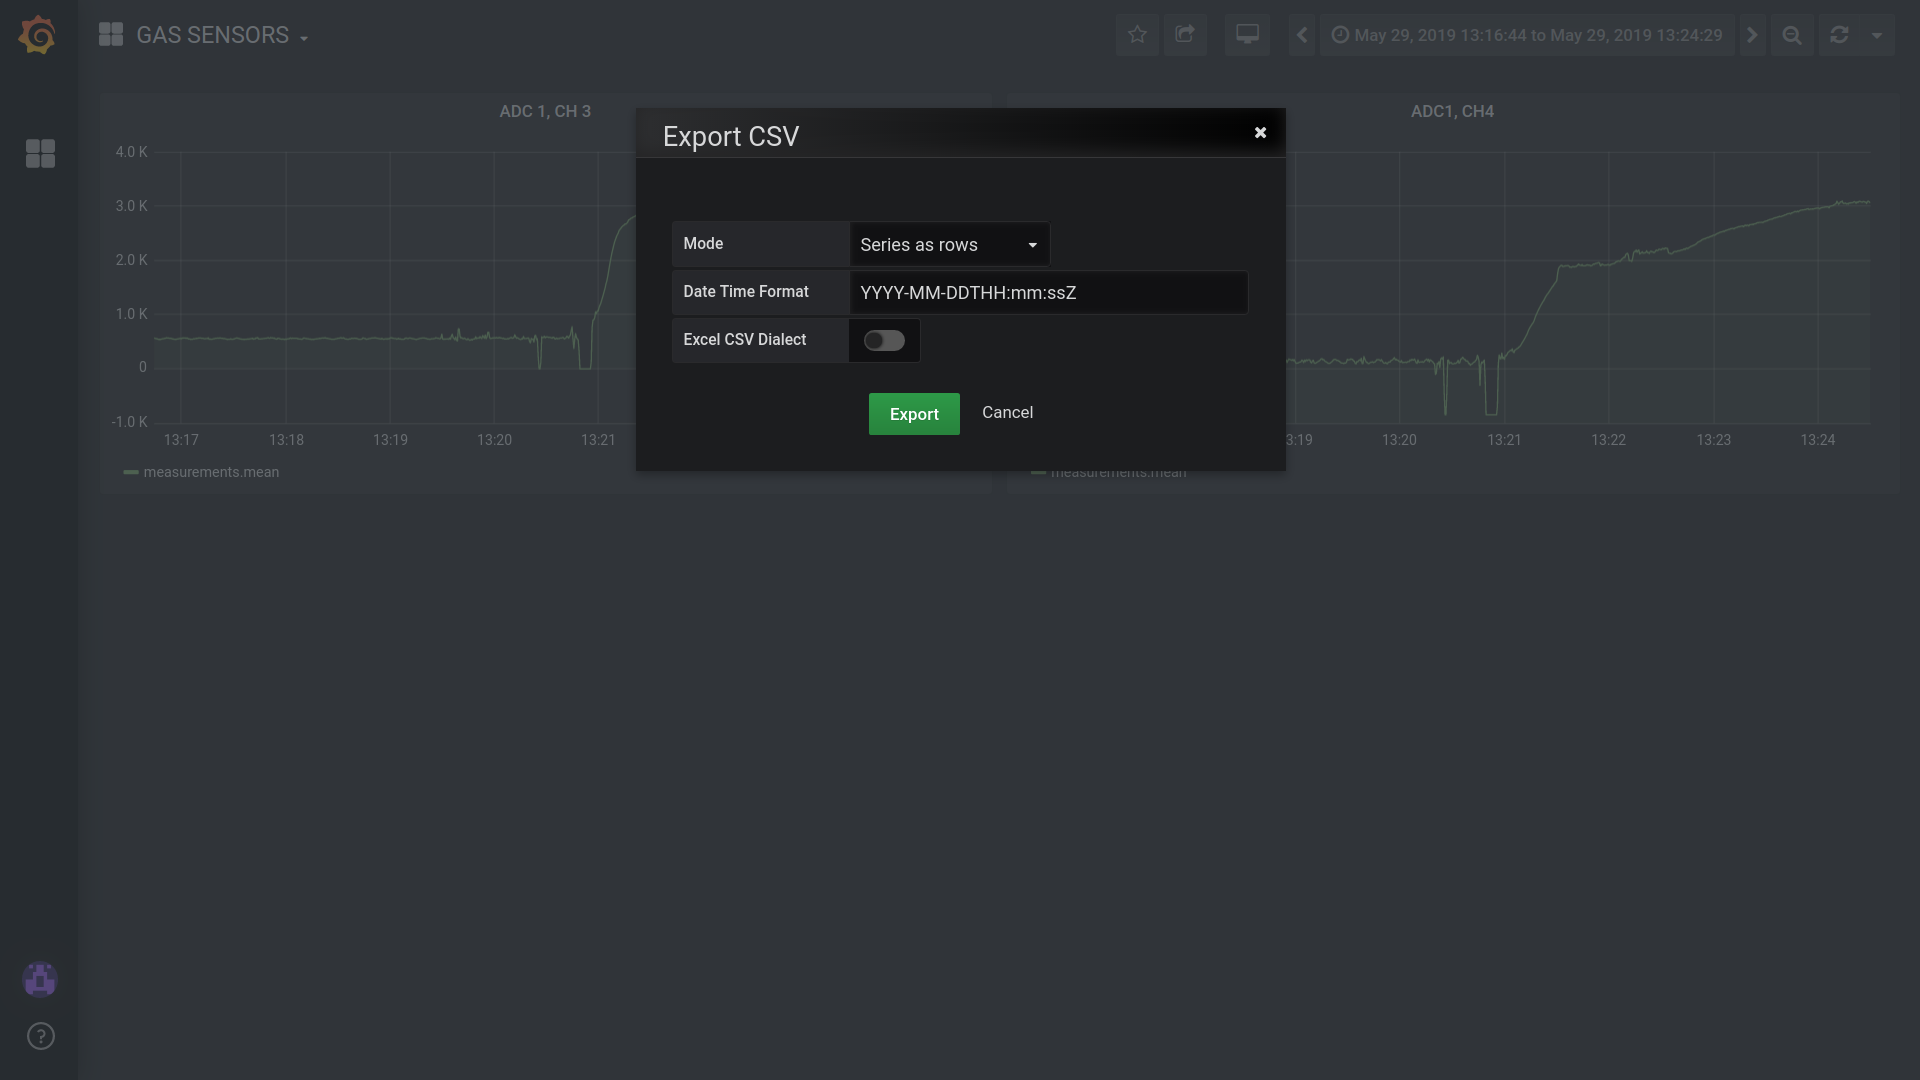 GAS SENSORS
May 29, 2019 13:16:44 to May 29, 2019 13:24:29
ADC 1, CH 3
4.0 K
3.0 K
2.0 K
1.0 K
0
-1.0 K
13:17
13:18
13:19
13:20
13:21
measurements.mean
Export CSV
Mode
Series as rows
Date Time Format
YYYY-MM-DDTHH:mm:ssZ
Excel CSV Dialect
Export
Cancel
ADC1, CH4
3:19
13:20
13:21
13:22
13:23
13:24
measurements.mean
?